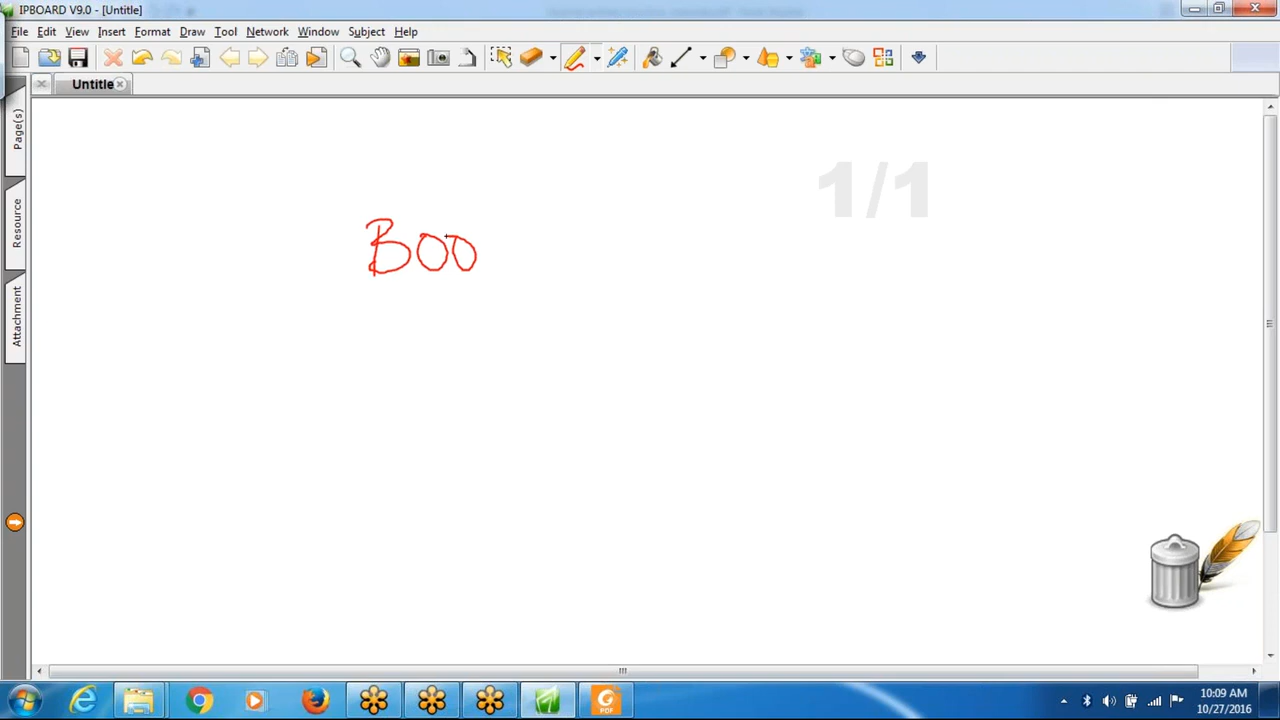 IPBOARD V9.0 - [Untitle]
File Edit View Insert Format Draw Tool Network Window Subject Help
Untitle
Page(s)
Resource
Attachment
1/1
BOO
PDF
10:09 AM
10/27/2016